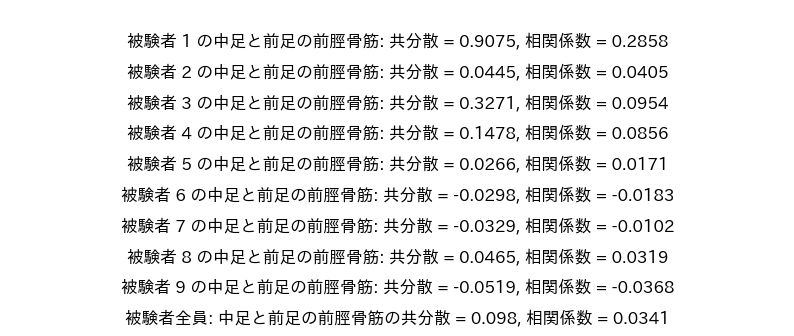 被験者 1 の中足と前足の前脛骨筋: 共分散 = 0.9075, 相関係数 = 0.2858
被験者 2 の中足と前足の前脛骨筋: 共分散 = 0.0445, 相関係数 = 0.0405
被験者 3 の中足と前足の前脛骨筋: 共分散 = 0.3271, 相関係数 = 0.0954
被験者 4 の中足と前足の前脛骨筋: 共分散 = 0.1478, 相関係数 = 0.0856
被験者 5 の中足と前足の前脛骨筋: 共分散 = 0.0266, 相関係数 = 0.0171
被験者 6 の中足と前足の前脛骨筋: 共分散 = -0.0298, 相関係数 = -0.0183
被験者 7 の中足と前足の前脛骨筋: 共分散 = -0.0329, 相関係数 = -0.0102
被験者 8 の中足と前足の前脛骨筋: 共分散 = 0.0465, 相関係数 = 0.0319
被験者 9 の中足と前足の前脛骨筋: 共分散 = -0.0519, 相関係数 = -0.0368
被験者全員: 中足と前足の前脛骨筋の共分散 = 0.098, 相関係数 = 0.0341